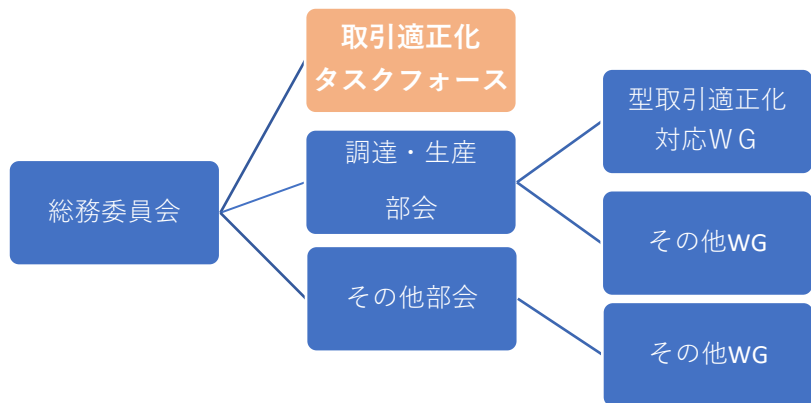 取引適正化
タスクフォース
型取引適正化
対応ＷＧ
調達・生産
部会
総務委員会
その他WG
その他部会
その他WG